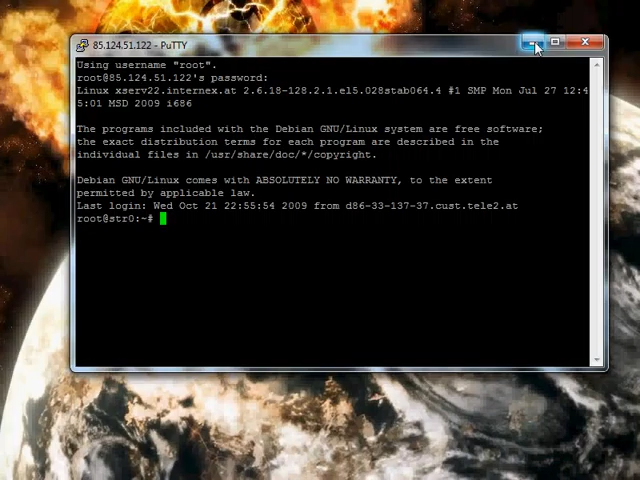 85.124.51.122 - PuTTY
Using username "root".
root@85.124.51.122's password:
Linux xserv22.internex.at 2.6.18-128.2.1.el5.028stab064.4 #1 SMP Mon Jul 27 12:4
5:01 MSD 2009 i686
The programs included with the Debian GNU/Linux system are free software;
the exact distribution terms for each program are described in the
individual files in /usr/share/doc/*/copyright.
Debian GNU/Linux comes with ABSOLUTELY NO WARRANTY, to the extent
permitted by applicable law.
Last login: Wed Oct 21 22:55:54 2009 from d86-33-137-37.cust.tele2.at
root@str0:~#